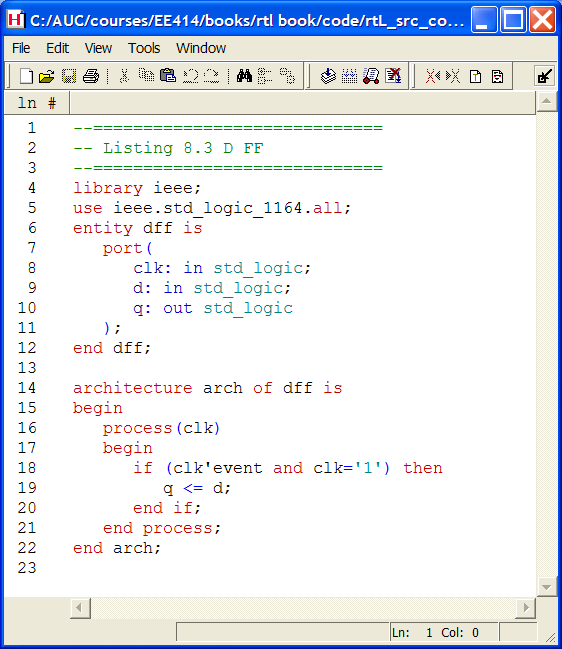 C:/AUC/courses/EE414/books/rtl book/code/rtL_src_co...
File Edit View Tools Window
ln #
1 --=============================
2 -- Listing 8.3 D FF
3 --=============================
4 library ieee;
5 use ieee.std_logic_1164.all;
6 entity dff is
7 port(
8 clk: in std_logic;
9 d: in std_logic;
10 q: out std_logic
11 );
12 end dff;
13
14 architecture arch of dff is
15 begin
16 process(clk)
17 begin
18 if (clk'event and clk='1') then
19 q <= d;
20 end if;
21 end process;
22 end arch;
23
Ln: 1 Col: 0